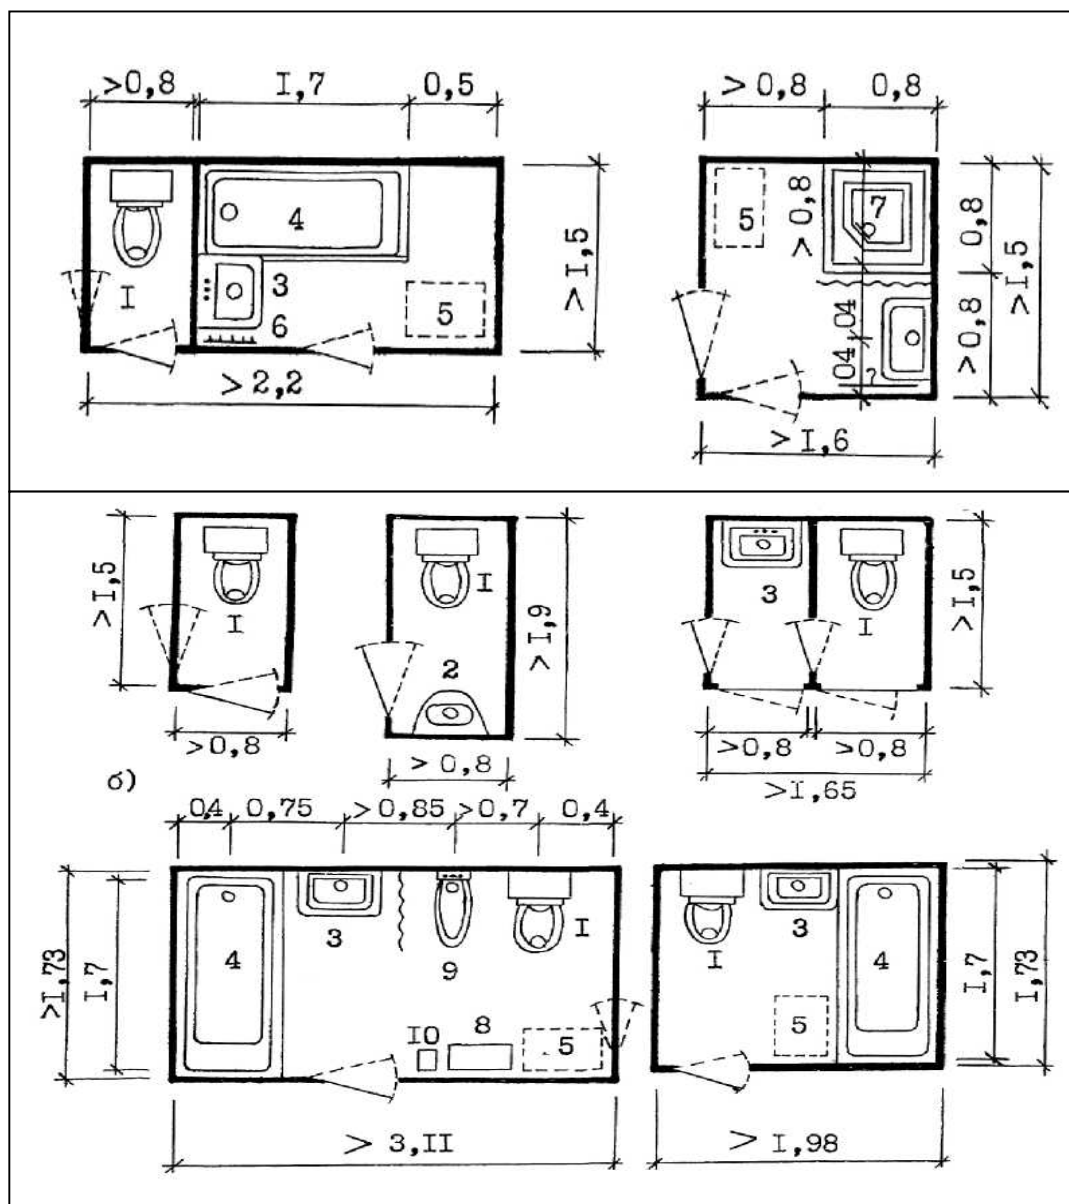 >0,8 I,7 0,5
I 4 3 6 5
>I,5
>2,2
>0,8 0,8
5 >0,8 7
04 04
0,8 >0,8
>I,5
>I,6
>I,5
I
>0,8
I
2
>I,9
>0,8
3 I
>I,5
>0,8 >0,8
>I,65
б)
0,4 0,75 >0,85 >0,7 0,4
>I,73
I,7
4 3 9 I
IO 8 5
>3,II
I 3 4
5
I,7
I,73
>I,98